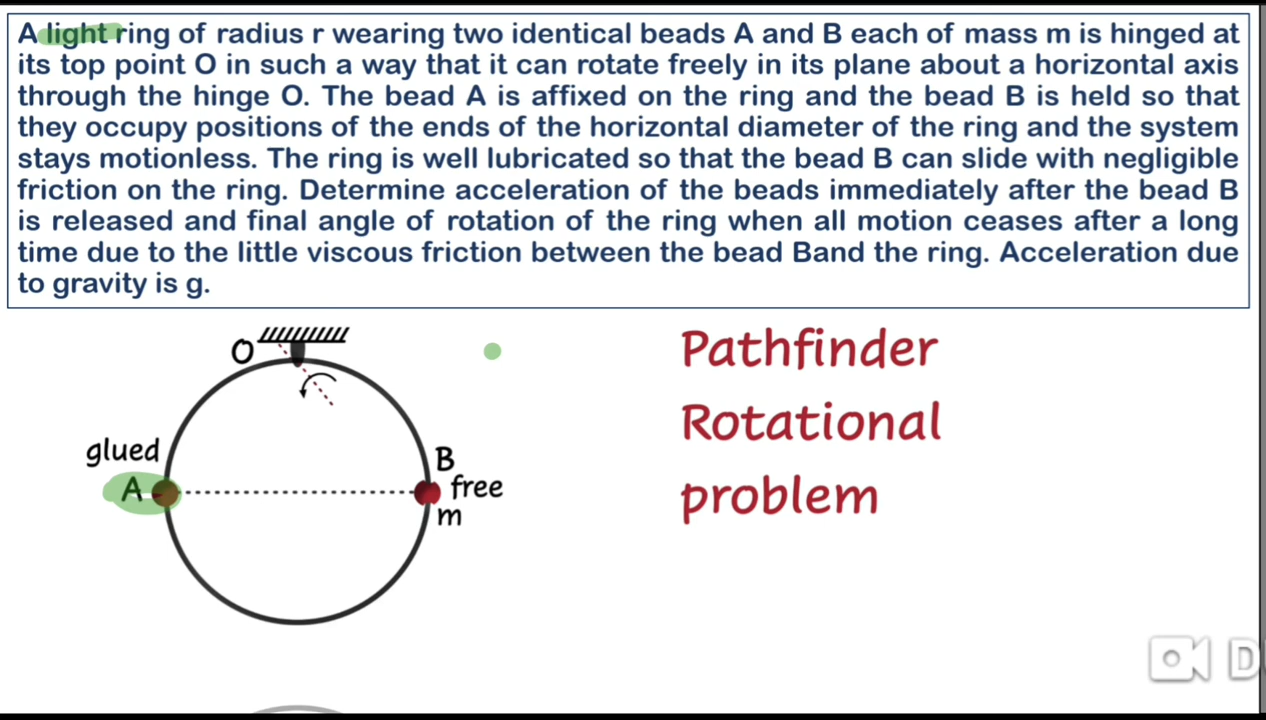 A light ring of radius r wearing two identical beads A and B each of mass m is hinged at
its top point O in such a way that it can rotate freely in its plane about a horizontal axis
through the hinge O. The bead A is affixed on the ring and the bead B is held so that
they occupy positions of the ends of the horizontal diameter of the ring and the system
stays motionless. The ring is well lubricated so that the bead B can slide with negligible
friction on the ring. Determine acceleration of the beads immediately after the bead B
is released and final angle of rotation of the ring when all motion ceases after a long
time due to the little viscous friction between the bead Band the ring. Acceleration due
to gravity is g.
O
Pathfinder
Rotational
problem
glued
A
B
free
m
D